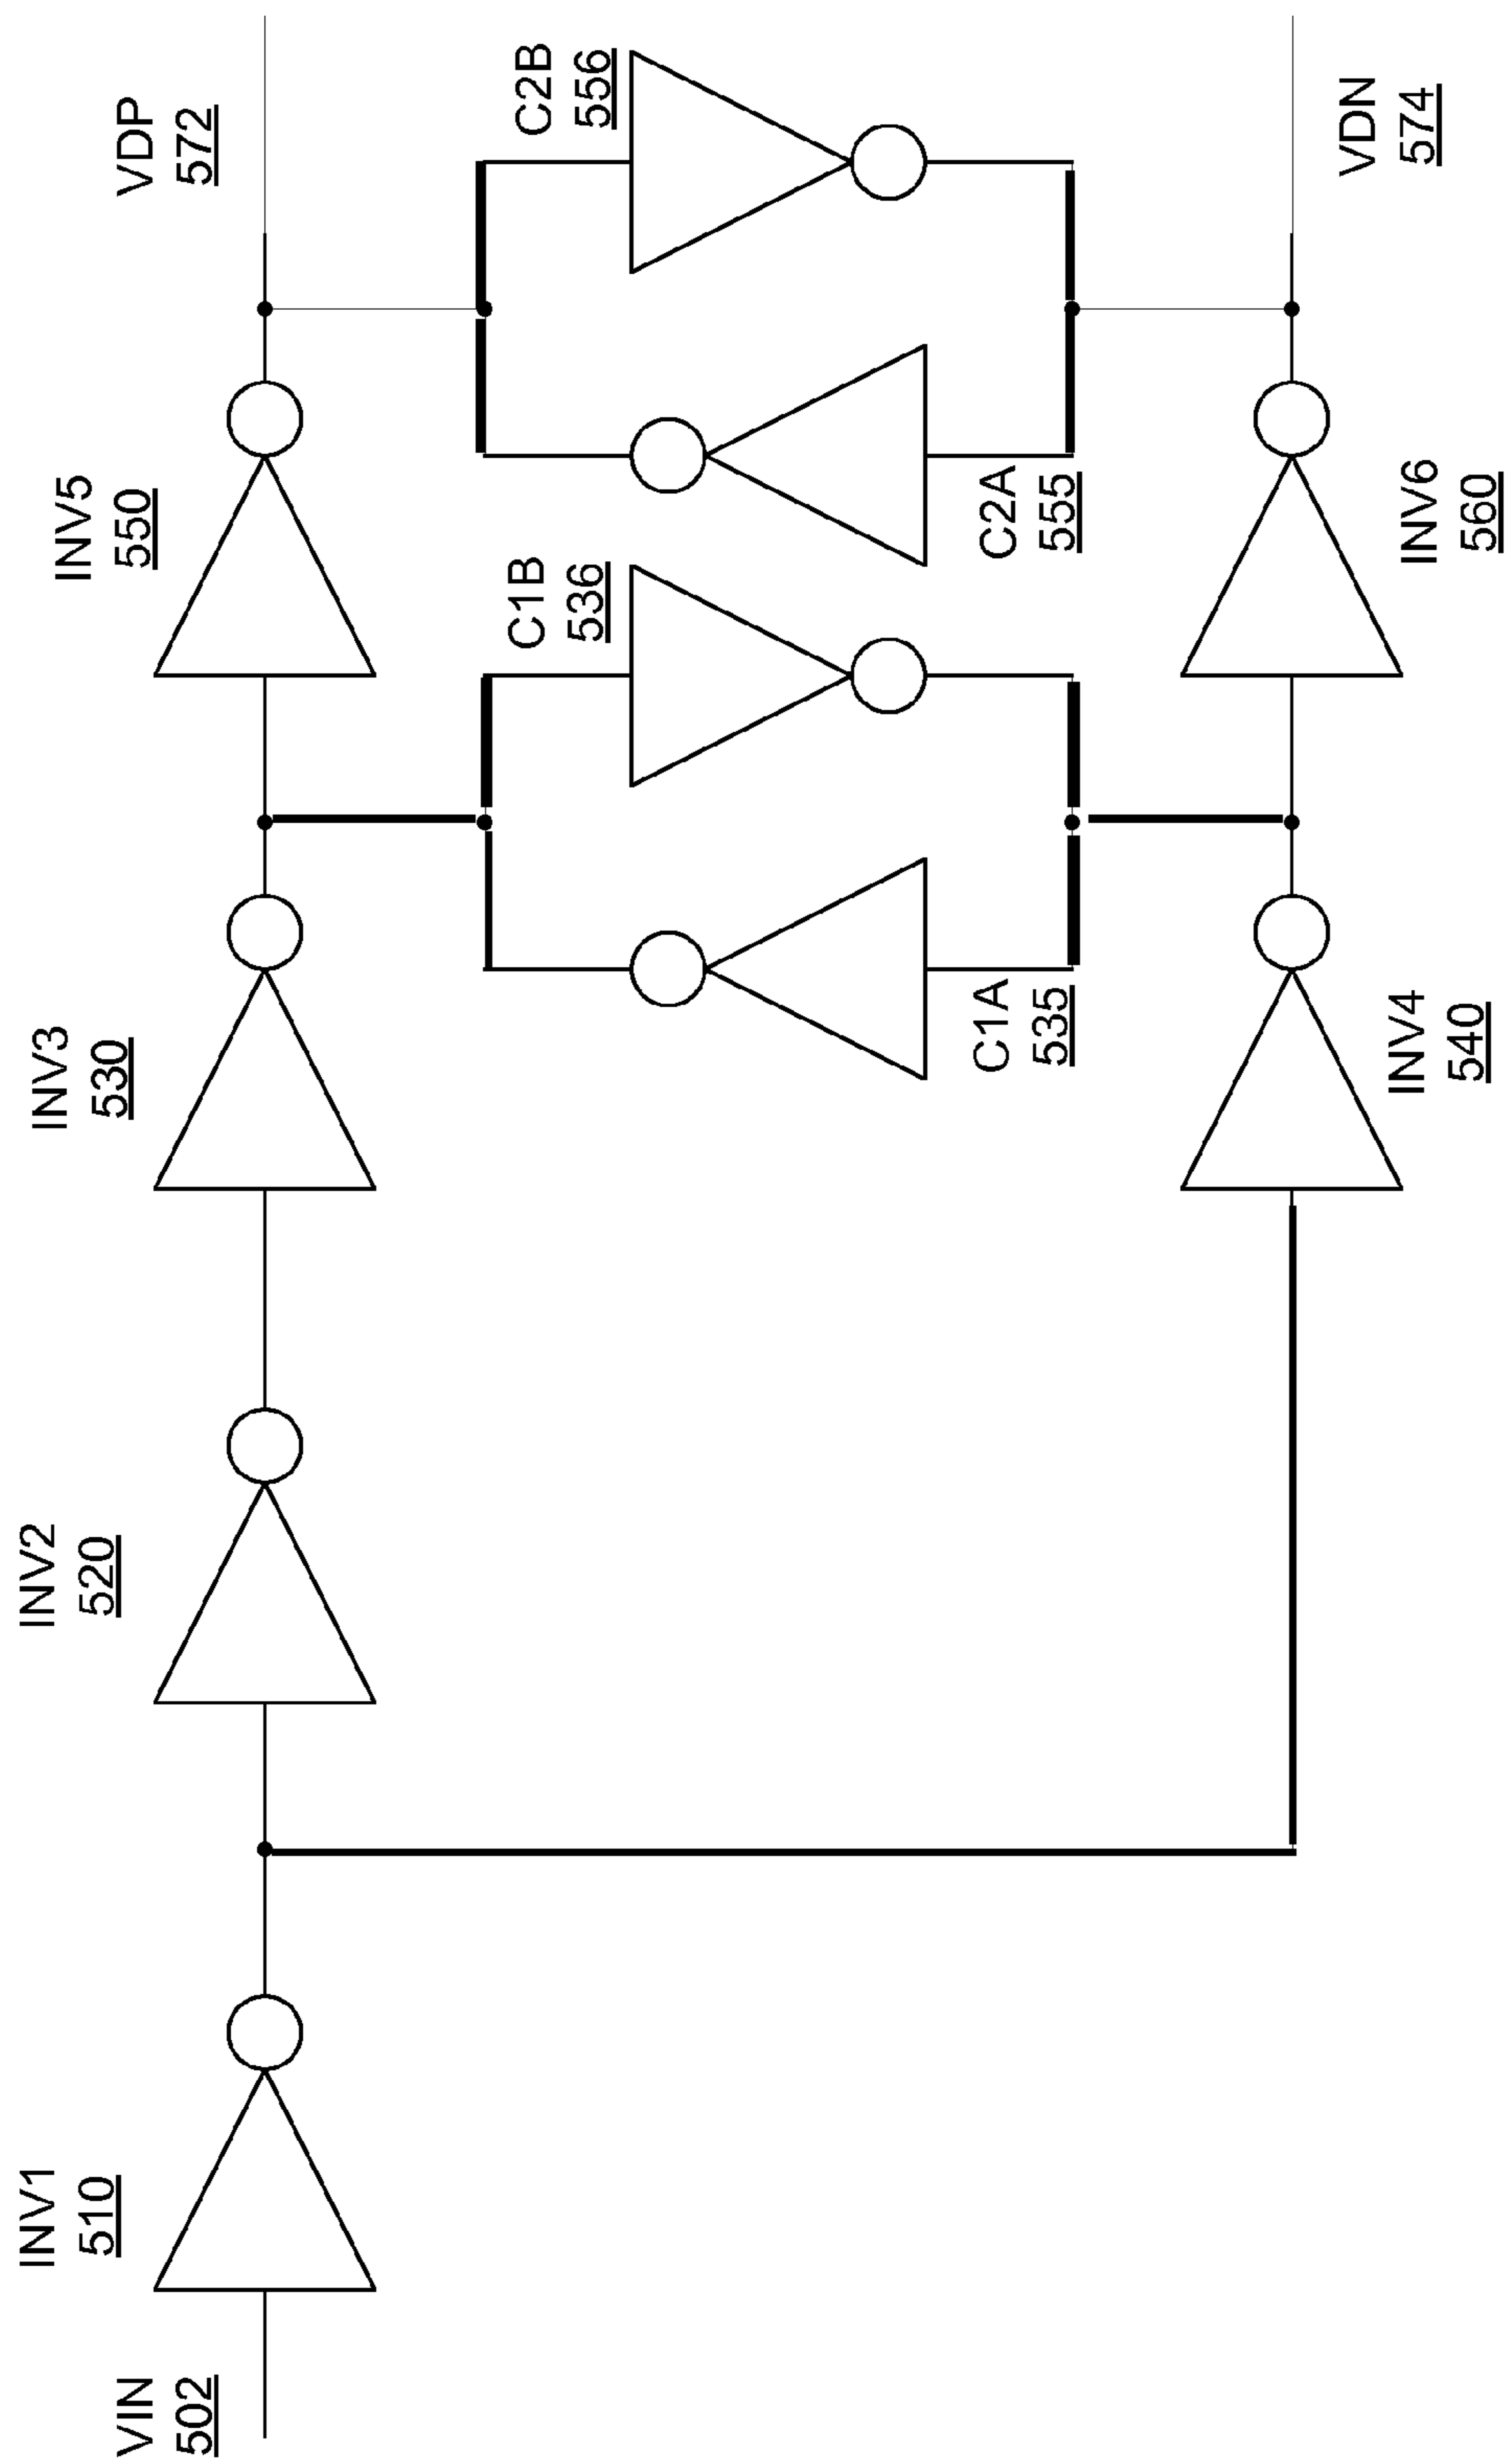 VIN
502
INV1
510
INV2
520
INV3
530
INV5
550
VDP
572
C1A
535
C1B
536
C2A
555
C2B
556
INV4
540
INV6
560
VDN
574